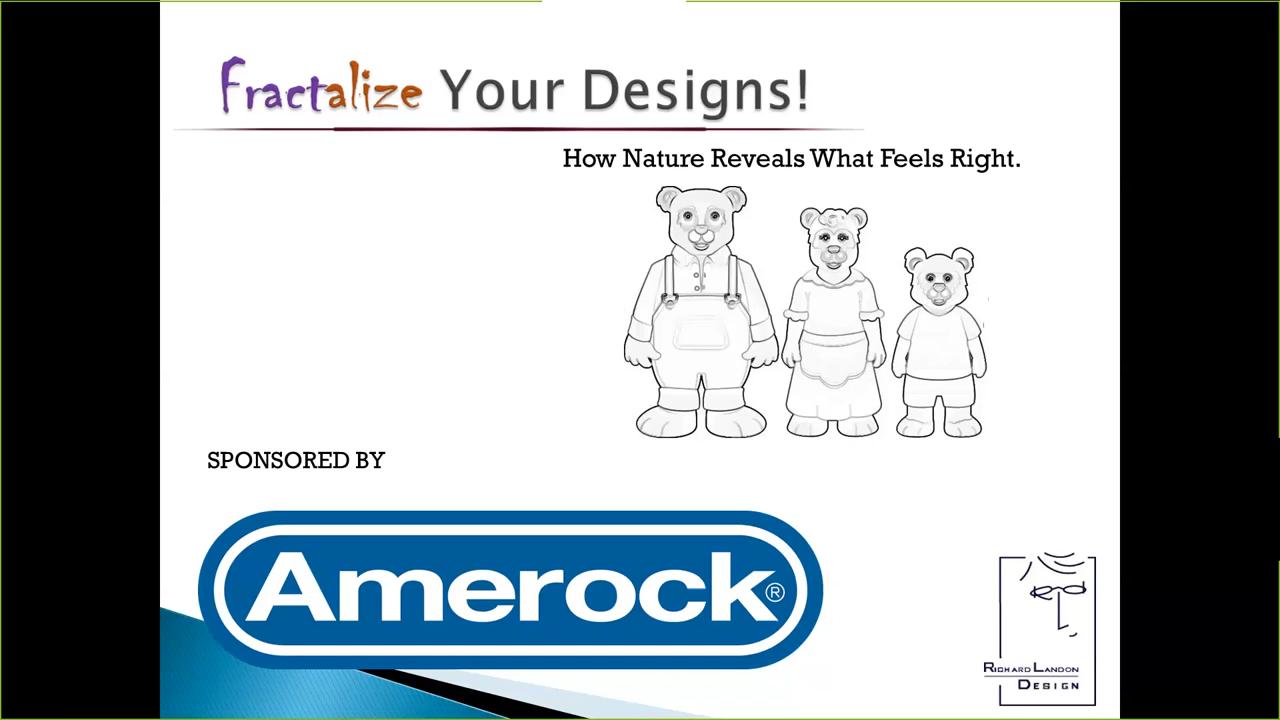 Fractalize Your Designs!
How Nature Reveals What Feels Right.
SPONSORED BY
Amerock®
RICHARD LANDON
DESIGN